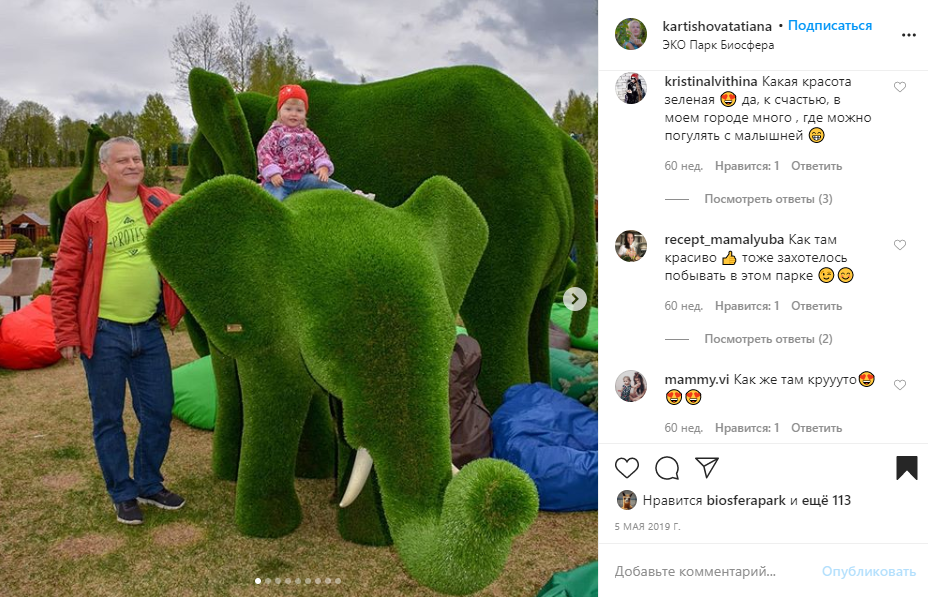 PROTES
kartishovatatiana • Подписаться
ЭКО Парк Биосфера
kristinalvithina Какая красота
зеленая 😍 да, к счастью, в
моем городе много , где можно
погулять с малышней 😁
60 нед. Нравится: 1 Ответить
Посмотреть ответы (3)
recept_mamalyuba Как там
красиво 👍 тоже захотелось
побывать в этом парке 😉😊
60 нед. Нравится: 1 Ответить
Посмотреть ответы (2)
mammy.vi Как же там круууто😍
😍😍
60 нед. Нравится: 1 Ответить
Нравится biosferapark и ещё 113
5 МАЯ 2019 Г.
Добавьте комментарий... Опубликовать